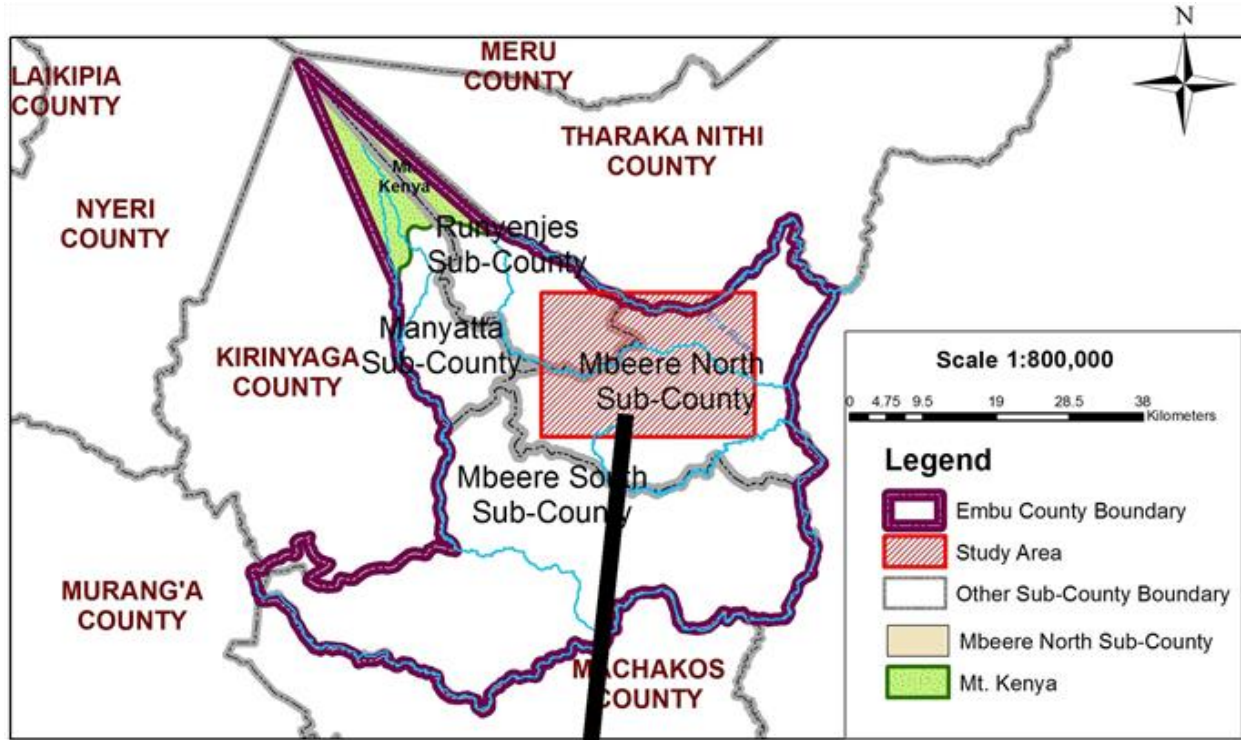 N
MERU
COUNTY
LAIKIPIA
COUNTY
THARAKA NITHI
COUNTY
Mt.
Kenya
NYERI
COUNTY
Runyenjes
Sub-County
Manyatta
Sub-County
KIRINYAGA
COUNTY
Mbeere North
Sub-County
Mbeere South
Sub-County
MURANG'A
COUNTY
MACHAKOS
COUNTY
Scale 1:800,000
0 4.75 9.5 19 28.5 38
Kilometers
Legend
Embu County Boundary
Study Area
Other Sub-County Boundary
Mbeere North Sub-County
Mt. Kenya